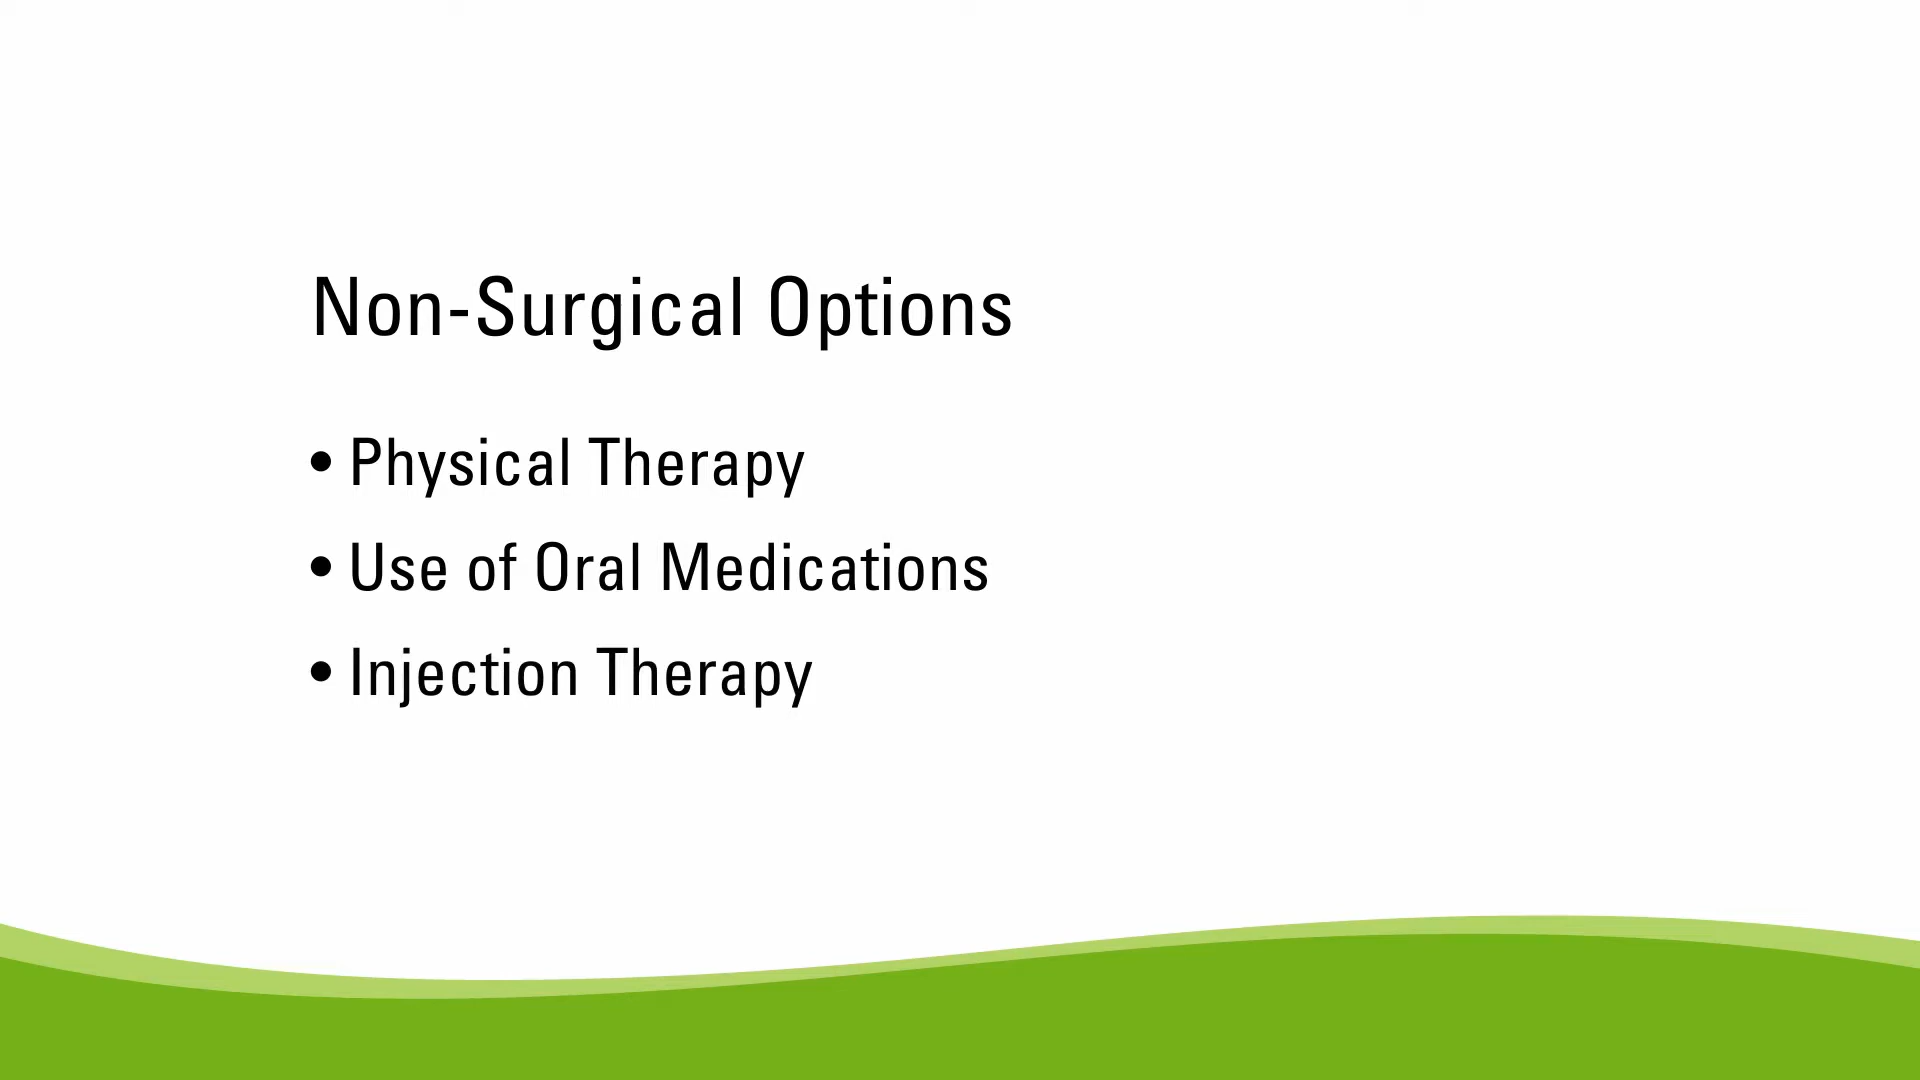 Non-Surgical Options
• Physical Therapy
• Use of Oral Medications
• Injection Therapy